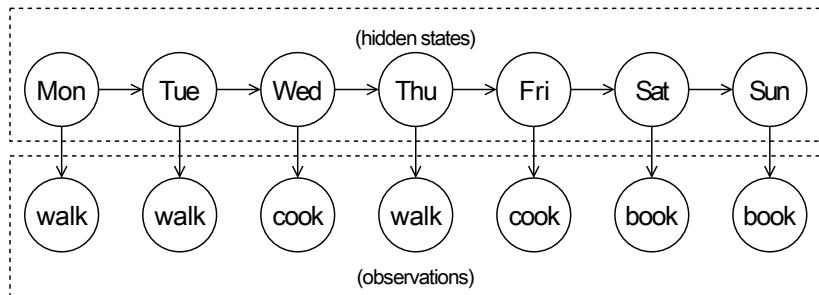 (hidden states)
Mon Tue Wed Thu Fri Sat Sun
walk walk cook walk cook book book
(observations)